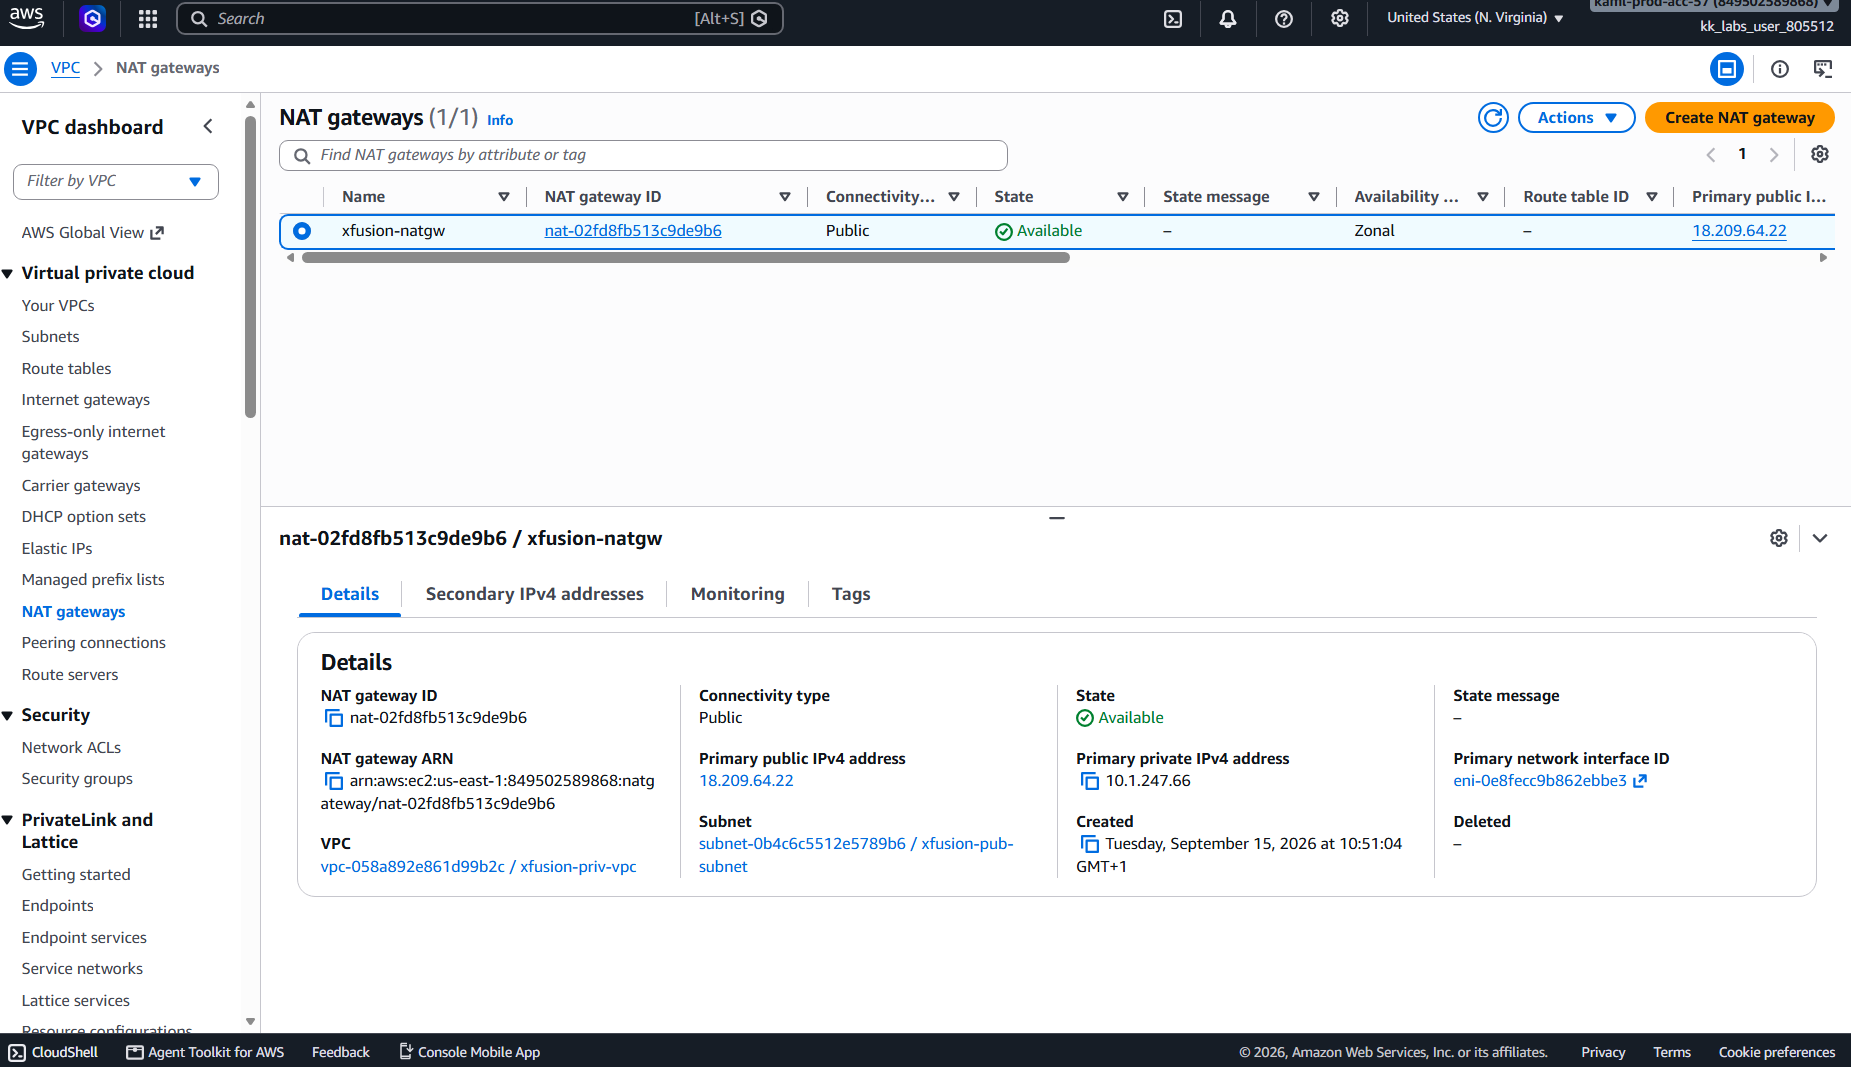 aws
Search
[Alt+S]
United States (N. Virginia)
kk_labs_user_805512
VPC
NAT gateways
VPC dashboard
Filter by VPC
AWS Global View
Virtual private cloud
Your VPCs
Subnets
Route tables
Internet gateways
Egress-only internet
gateways
Carrier gateways
DHCP option sets
Elastic IPs
Managed prefix lists
NAT gateways
Peering connections
Route servers
Security
Network ACLs
Security groups
PrivateLink and
Lattice
Getting started
Endpoints
Endpoint services
Service networks
Lattice services
Resource configurations
NAT gateways (1/1) Info
Actions
Create NAT gateway
Find NAT gateways by attribute or tag
1
Name NAT gateway ID Connectivity... State State message Availability ... Route table ID Primary public I...
xfusion-natgw nat-02fd8fb513c9de9b6 Public Available – Zonal – 18.209.64.22
nat-02fd8fb513c9de9b6 / xfusion-natgw
Details Secondary IPv4 addresses Monitoring Tags
Details
NAT gateway ID
nat-02fd8fb513c9de9b6
NAT gateway ARN
arn:aws:ec2:us-east-1:849502589868:natg
ateway/nat-02fd8fb513c9de9b6
VPC
vpc-058a892e861d99b2c / xfusion-priv-vpc
Connectivity type
Public
Primary public IPv4 address
18.209.64.22
Subnet
subnet-0b4c6c5512e5789b6 / xfusion-pub-
subnet
State
Available
Primary private IPv4 address
10.1.247.66
Created
Tuesday, September 15, 2026 at 10:51:04
GMT+1
State message
–
Primary network interface ID
eni-0e8fecc9b862ebbe3
Deleted
–
CloudShell Agent Toolkit for AWS Feedback Console Mobile App
© 2026, Amazon Web Services, Inc. or its affiliates. Privacy Terms Cookie preferences